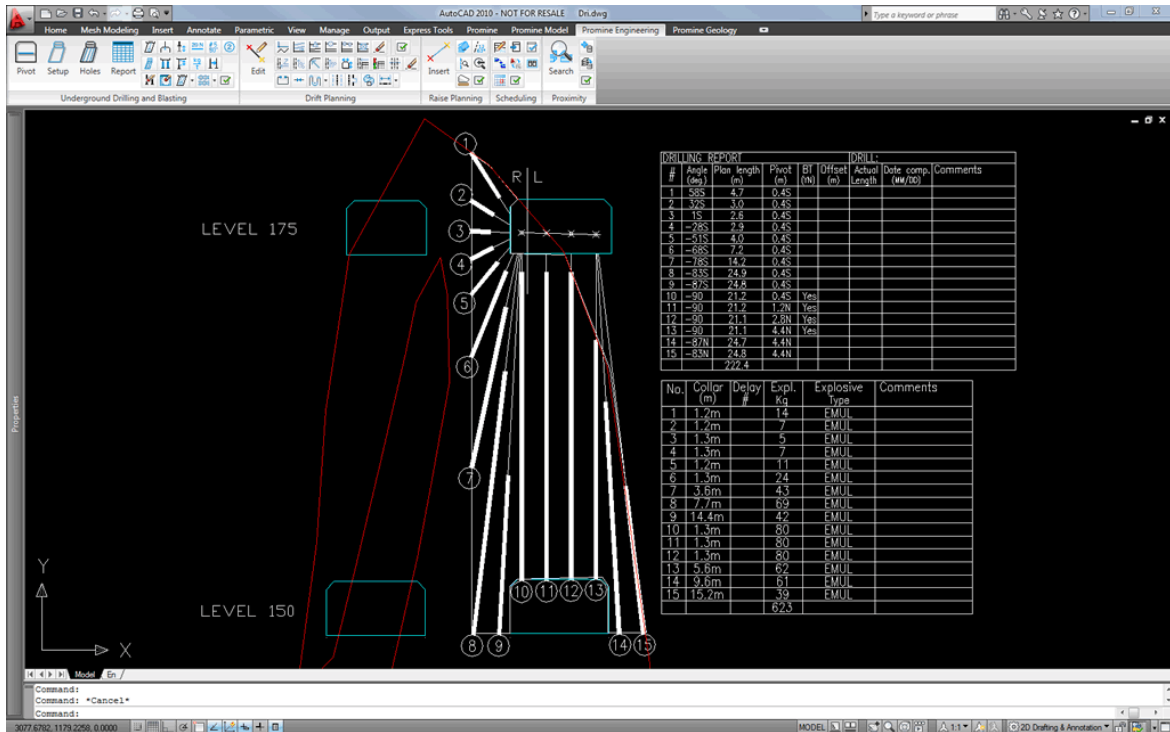 AutoCAD 2010 - NOT FOR RESALE Dri.dwg
Type a keyword or phrase
Home Mesh Modeling Insert Annotate Parametric View Manage Output Express Tools Promine Promine Model Promine Engineering Promine Geology
Pivot Setup Holes Report Edit Insert Search
Underground Drilling and Blasting Drift Planning Raise Planning Scheduling Proximity
Properties
LEVEL 175
LEVEL 150
Y
X
R L
1
2
3
4
5
6
7
8 9 10 11 12 13 14 15
DRILLING REPORT DRILL:
# Angle (deg.) Plan length (m) Pivot (m) BT (YN) Offset (m) Actual Length Date comp. (MM/DD) Comments
1 58S 4.7 0.4S
2 32S 3.0 0.4S
3 1S 2.6 0.4S
4 -28S 2.9 0.4S
5 -51S 4.0 0.4S
6 -68S 7.2 0.4S
7 -78S 14.2 0.4S
8 -83S 24.9 0.4S
9 -87S 24.8 0.4S
10 -90 21.2 0.4S Yes
11 -90 21.2 1.2N Yes
12 -90 21.1 2.8N Yes
13 -90 21.1 4.4N Yes
14 -87N 24.7 4.4N
15 -83N 24.8 4.4N
222.4
No. Collar (m) Delay # Expl. Kg Explosive Type Comments
1 1.2m 14 EMUL
2 1.2m 7 EMUL
3 1.3m 5 EMUL
4 1.3m 7 EMUL
5 1.2m 11 EMUL
6 1.3m 24 EMUL
7 3.6m 43 EMUL
8 7.7m 69 EMUL
9 14.4m 42 EMUL
10 1.3m 80 EMUL
11 1.3m 80 EMUL
12 1.3m 80 EMUL
13 5.6m 62 EMUL
14 9.6m 61 EMUL
15 15.2m 39 EMUL
623
Model En
Command:
Command: *Cancel*
Command:
3077.6782, 1179.2258, 0.0000 MODEL 1:1 2D Drafting & Annotation